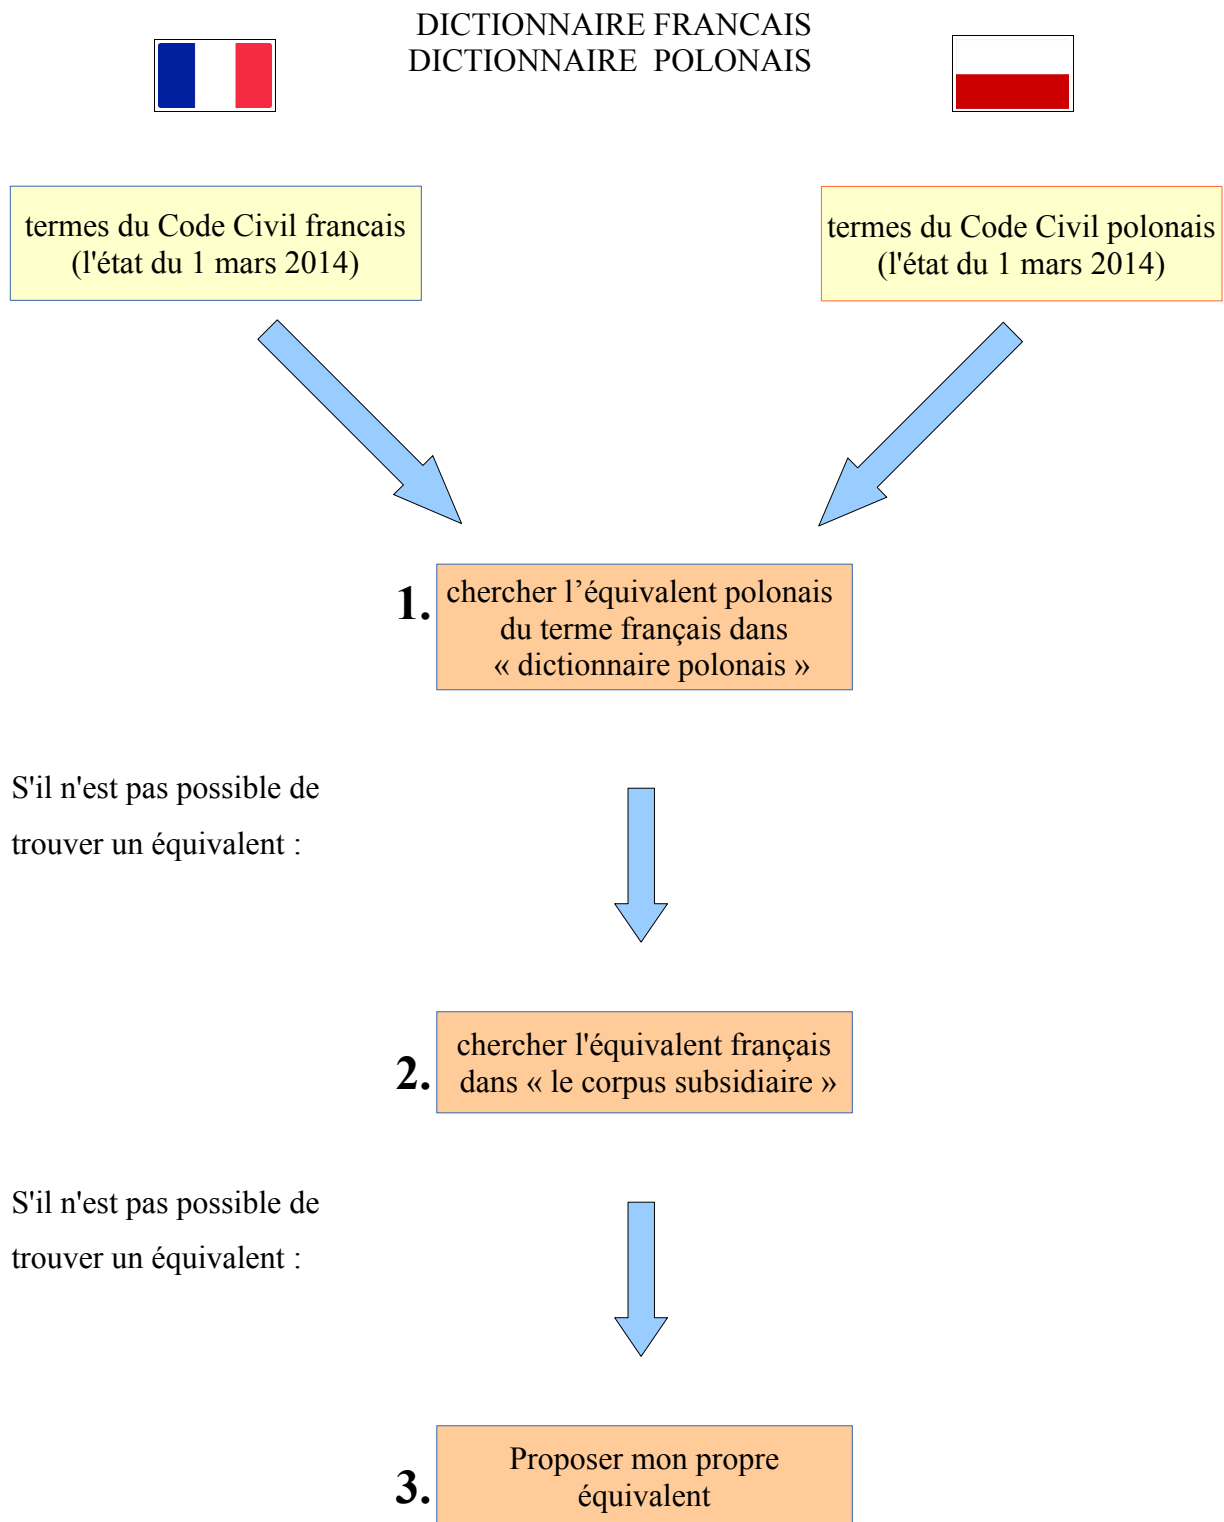 DICTIONNAIRE FRANCAIS
DICTIONNAIRE POLONAIS
termes du Code Civil francais
(l'état du 1 mars 2014)
termes du Code Civil polonais
(l'état du 1 mars 2014)
1.
chercher l’équivalent polonais
du terme français dans
« dictionnaire polonais »
S'il n'est pas possible de
trouver un équivalent :
2.
chercher l'équivalent français
dans « le corpus subsidiaire »
S'il n'est pas possible de
trouver un équivalent :
3.
Proposer mon propre
équivalent